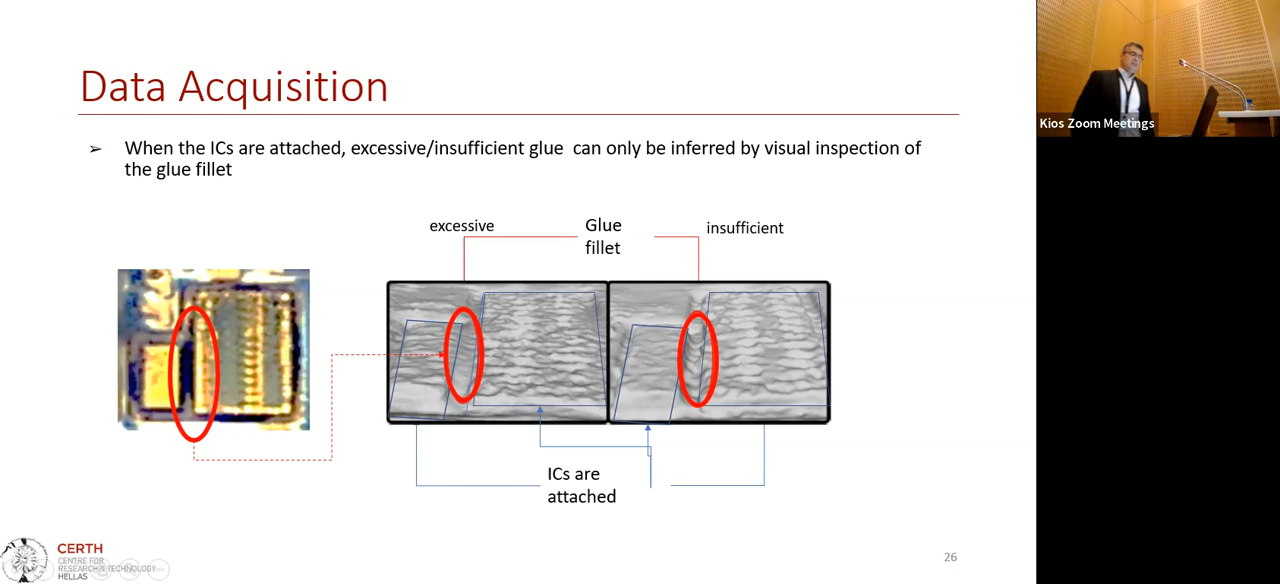 Data Acquisition
➢ When the ICs are attached, excessive/insufficient glue can only be inferred by visual inspection of
the glue fillet
excessive
Glue
fillet
insufficient
ICs are
attached
CERTH
CENTRE FOR
RESEARCH & TECHNOLOGY
HELLAS
26
Kios Zoom Meetings